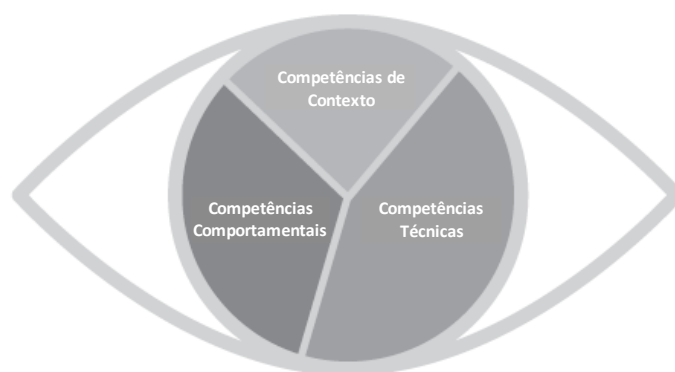 Competências de
Contexto
Competências
Comportamentais
Competências
Técnicas